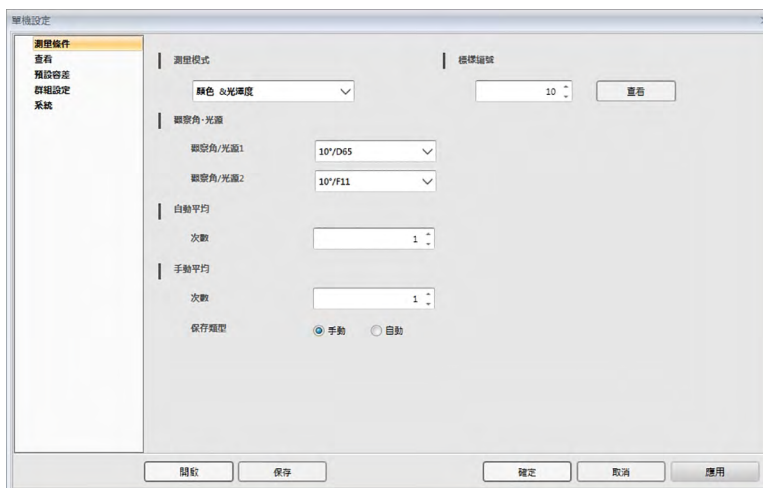 單機設定
測量條件
查看
預設容差
群組設定
系統
測量模式
顏色 &光澤度
標樣編號
10
查看
觀察角‧光源
觀察角/光源1
10°/D65
觀察角/光源2
10°/F11
自動平均
次數
1
手動平均
次數
1
保存類型
手動
自動
開啟
保存
確定
取消
應用